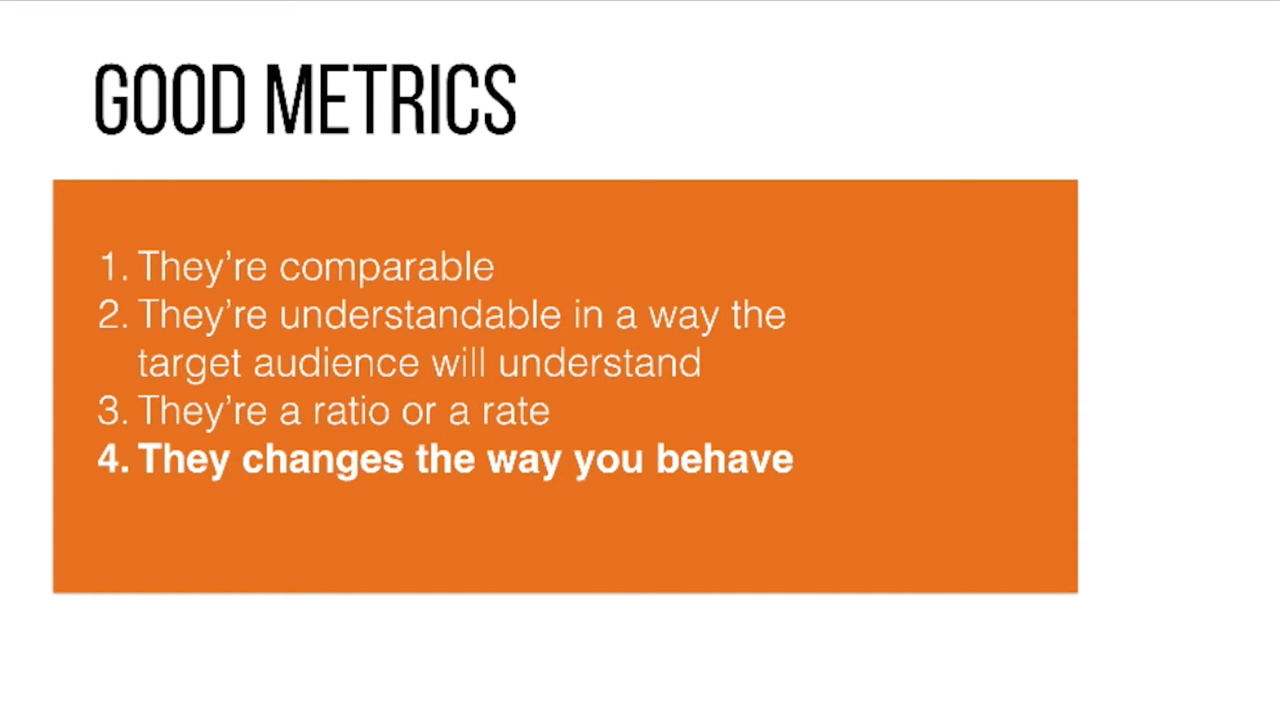 GOOD METRICS
1. They’re comparable
2. They’re understandable in a way the
target audience will understand
3. They’re a ratio or a rate
4. They changes the way you behave